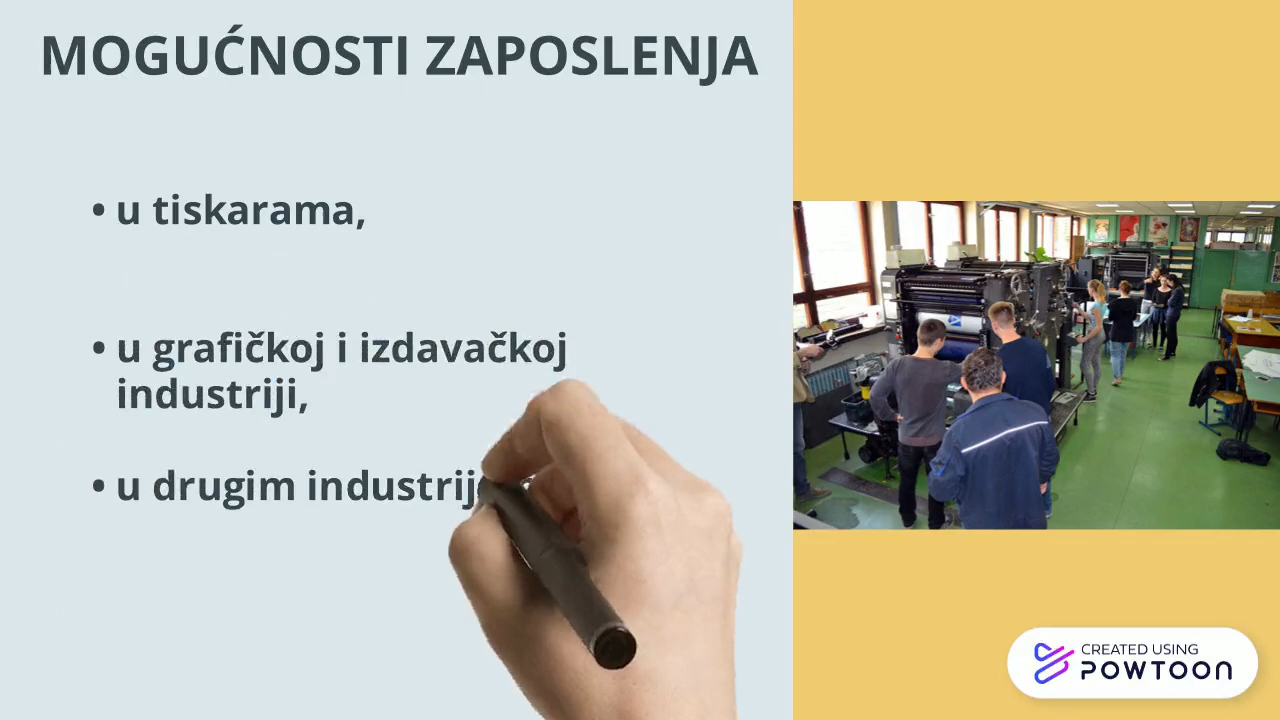 MOGUĆNOSTI ZAPOSLENJA
• u tiskarama,
• u grafičkoj i izdavačkoj
industriji,
• u drugim
CREATED USING
POWTOON